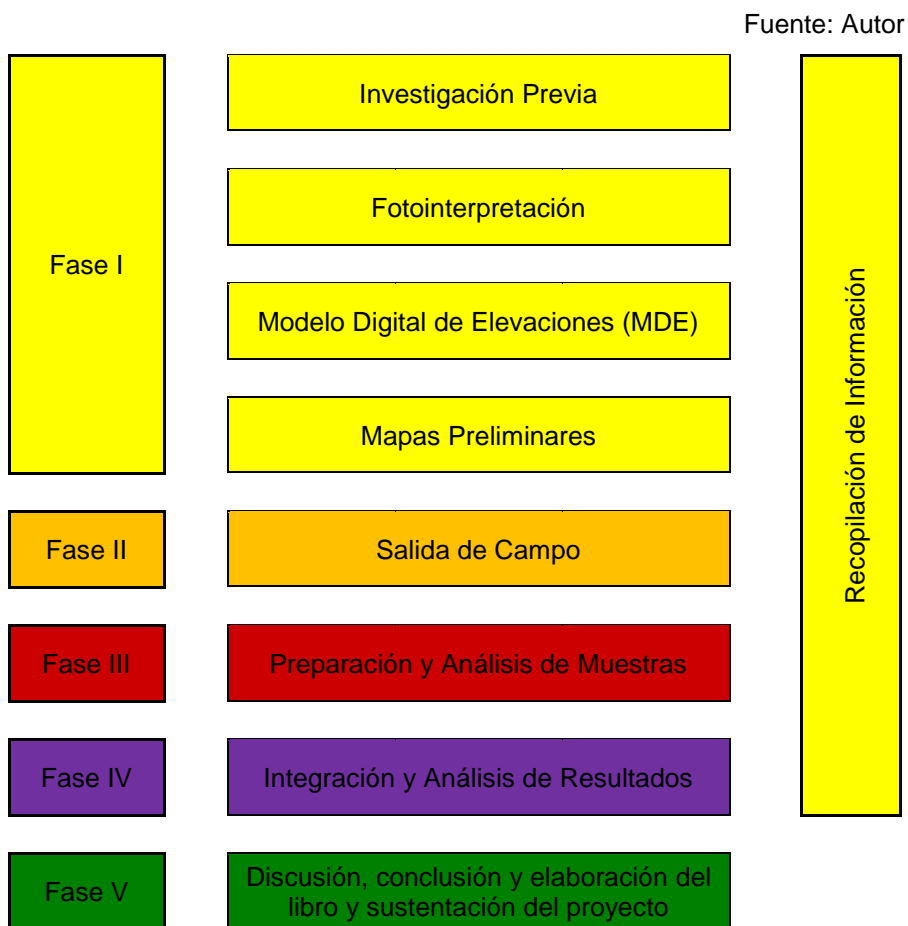 Fuente: Autor
Fase I
Investigación Previa
Fotointerpretación
Modelo Digital de Elevaciones (MDE)
Mapas Preliminares
Fase II
Salida de Campo
Fase III
Preparación y Análisis de Muestras
Fase IV
Integración y Análisis de Resultados
Fase V
Discusión, conclusión y elaboración del
libro y sustentación del proyecto
Recopilación de Información